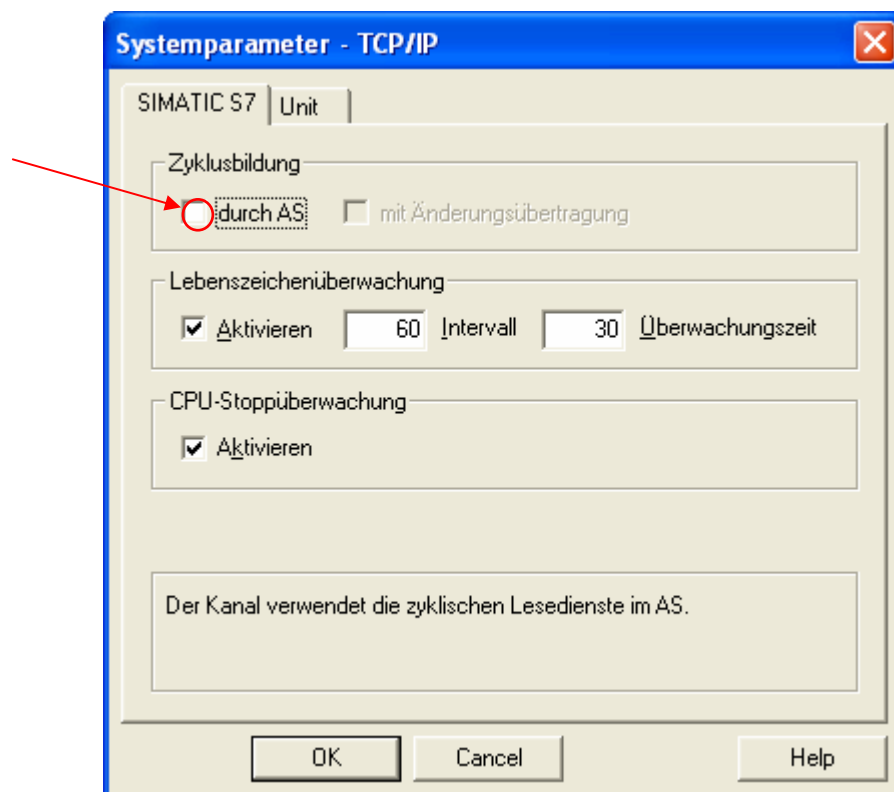 Systemparameter - TCP/IP
SIMATIC S7 Unit
Zyklusbildung
durch AS mit Änderungsübertragung
Lebenszeichenüberwachung
Aktivieren 60 Intervall 30 Überwachungszeit
CPU-Stoppüberwachung
Aktivieren
Der Kanal verwendet die zyklischen Lesedienste im AS.
OK Cancel Help